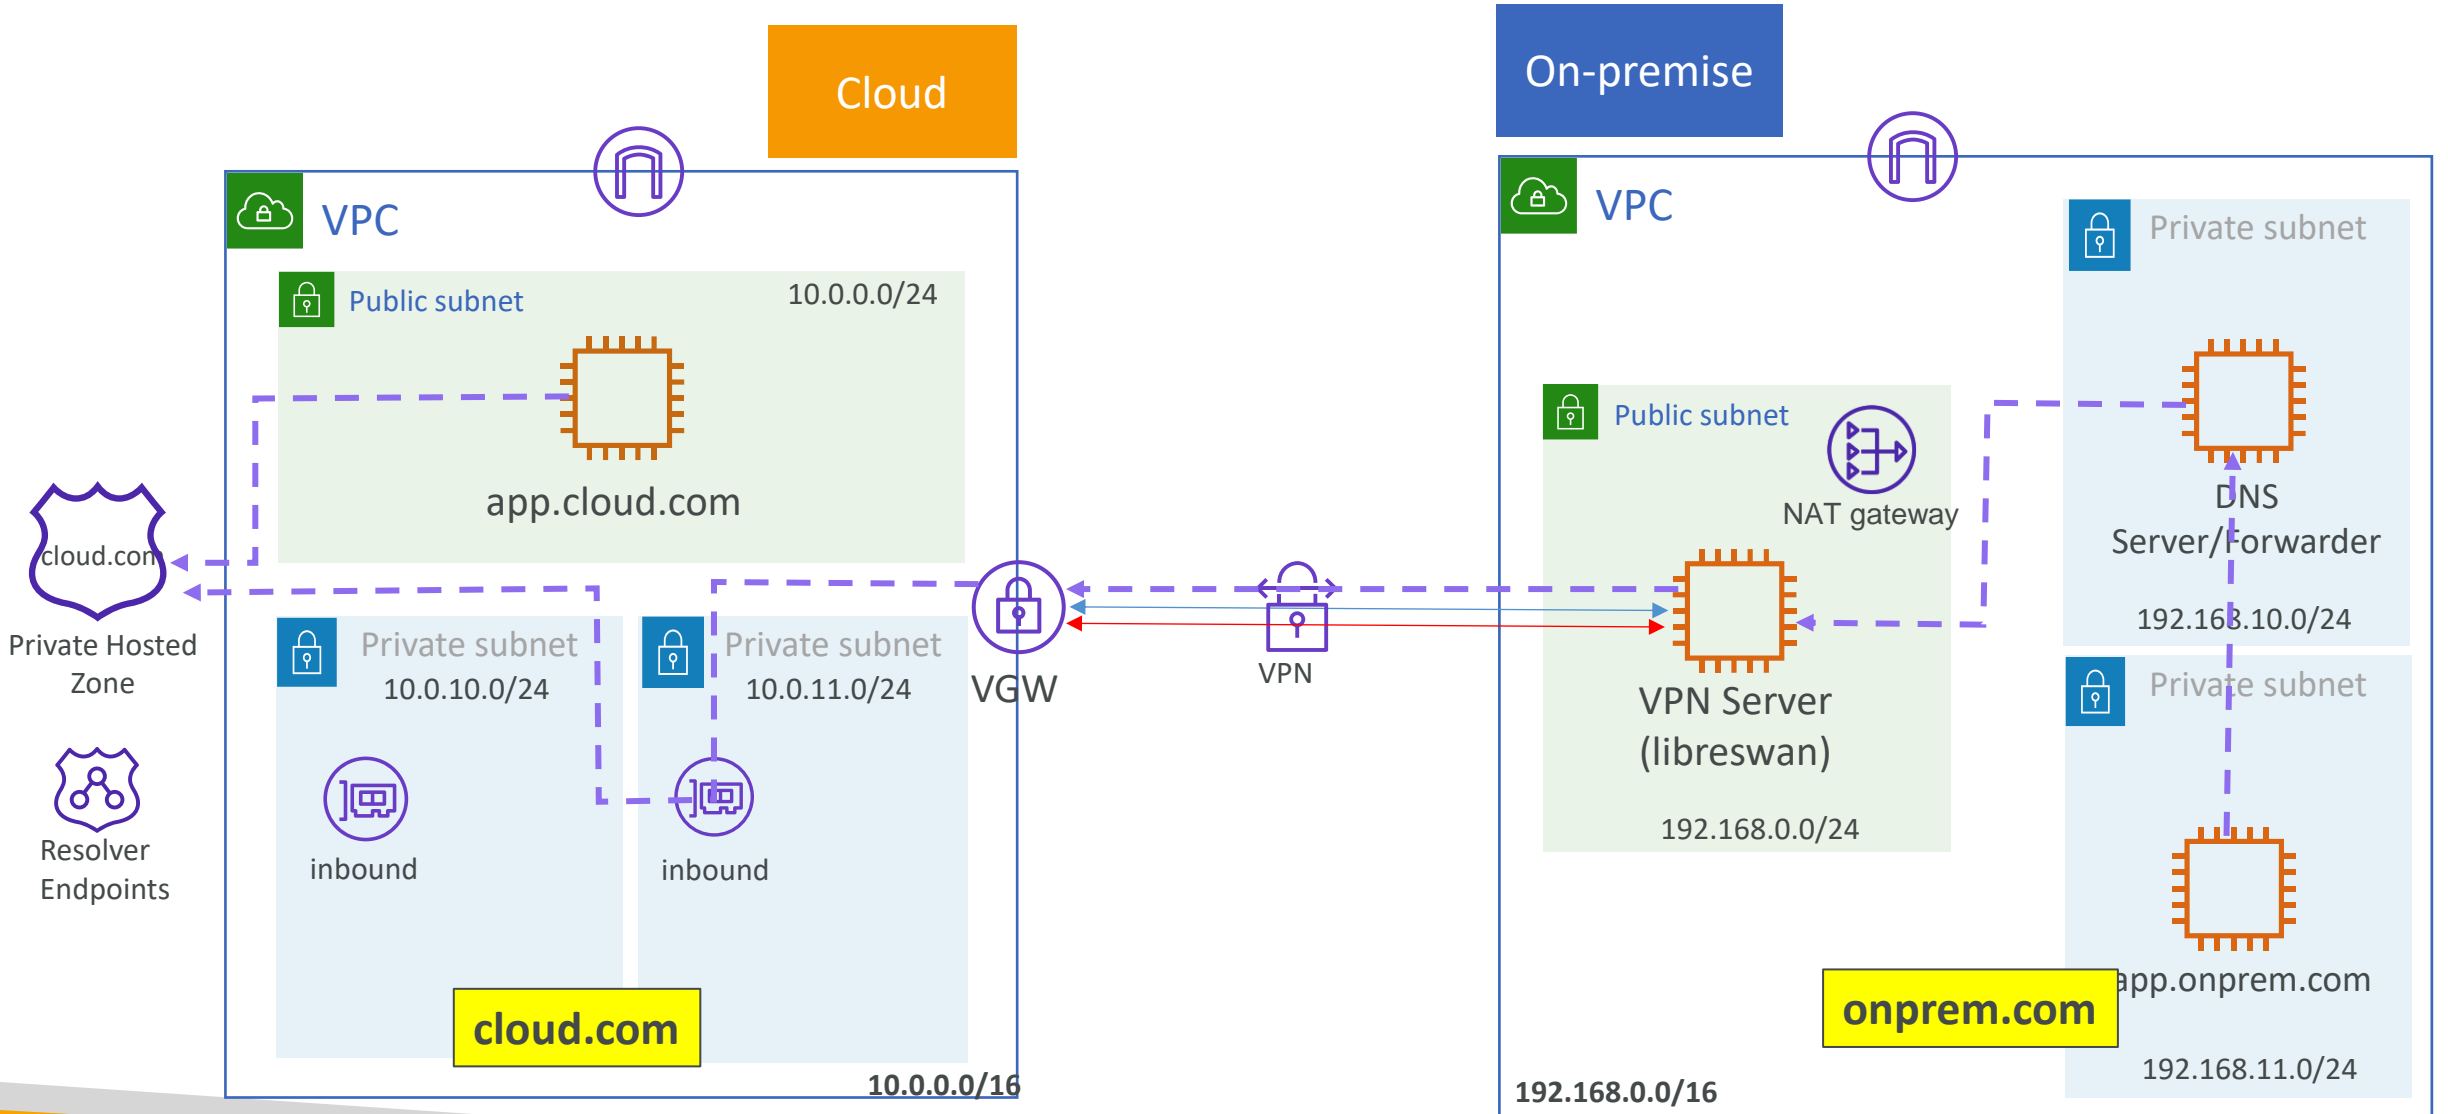 Cloud
On-premise
VPC
Public subnet
10.0.0.0/24
app.cloud.com
cloud.com
Private Hosted
Zone
Resolver
Endpoints
Private subnet
10.0.10.0/24
inbound
Private subnet
10.0.11.0/24
inbound
cloud.com
10.0.0.0/16
VGW
VPN
VPC
Public subnet
NAT gateway
VPN Server
(libreswan)
192.168.0.0/24
Private subnet
DNS
Server/Forwarder
192.168.10.0/24
Private subnet
app.onprem.com
onprem.com
192.168.11.0/24
192.168.0.0/16